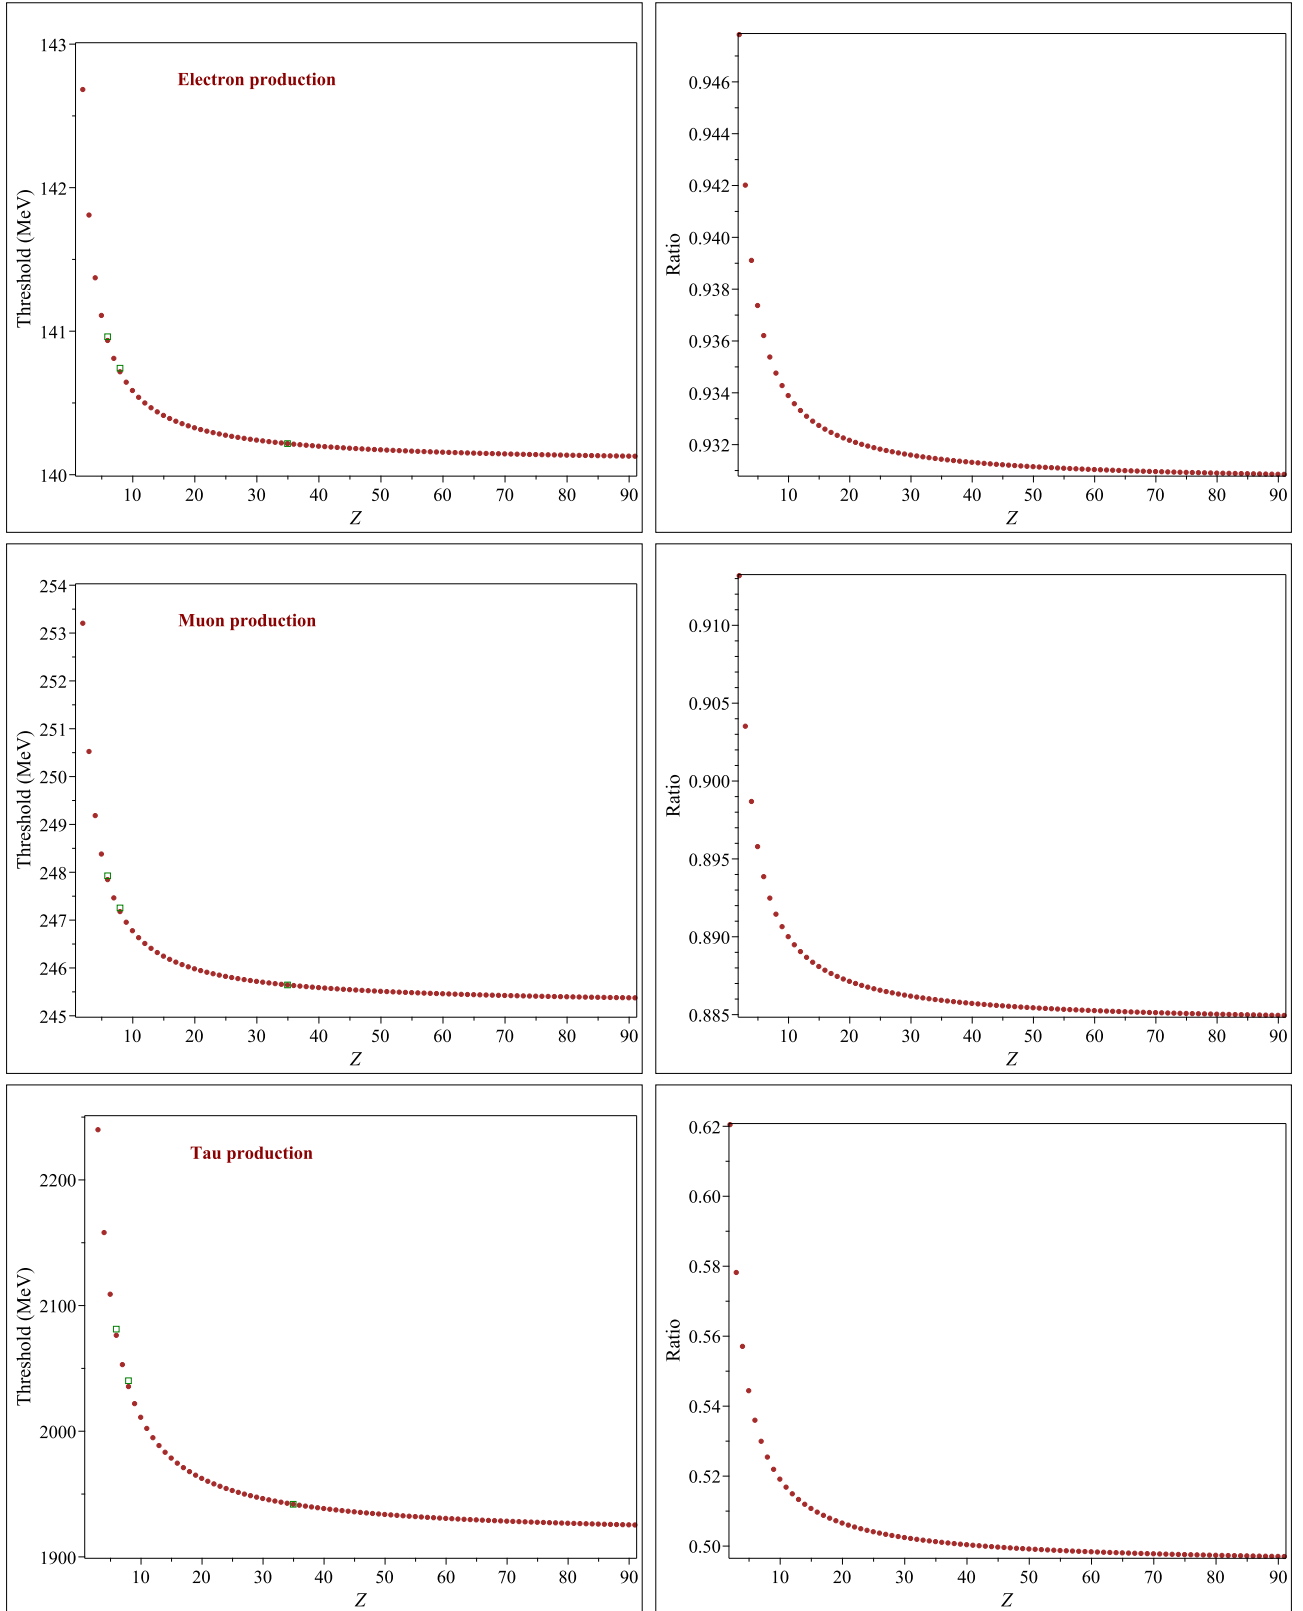 Electron production
Threshold (MeV)
143
142
141
140
10 20 30 40 50 60 70 80 90
Z
Ratio
0.946
0.944
0.942
0.940
0.938
0.936
0.934
0.932
10 20 30 40 50 60 70 80 90
Z
Muon production
Threshold (MeV)
254
253
252
251
250
249
248
247
246
245
10 20 30 40 50 60 70 80 90
Z
Ratio
0.910
0.905
0.900
0.895
0.890
0.885
10 20 30 40 50 60 70 80 90
Z
Tau production
Threshold (MeV)
2200
2100
2000
1900
10 20 30 40 50 60 70 80 90
Z
Ratio
0.62
0.60
0.58
0.56
0.54
0.52
0.50
10 20 30 40 50 60 70 80 90
Z